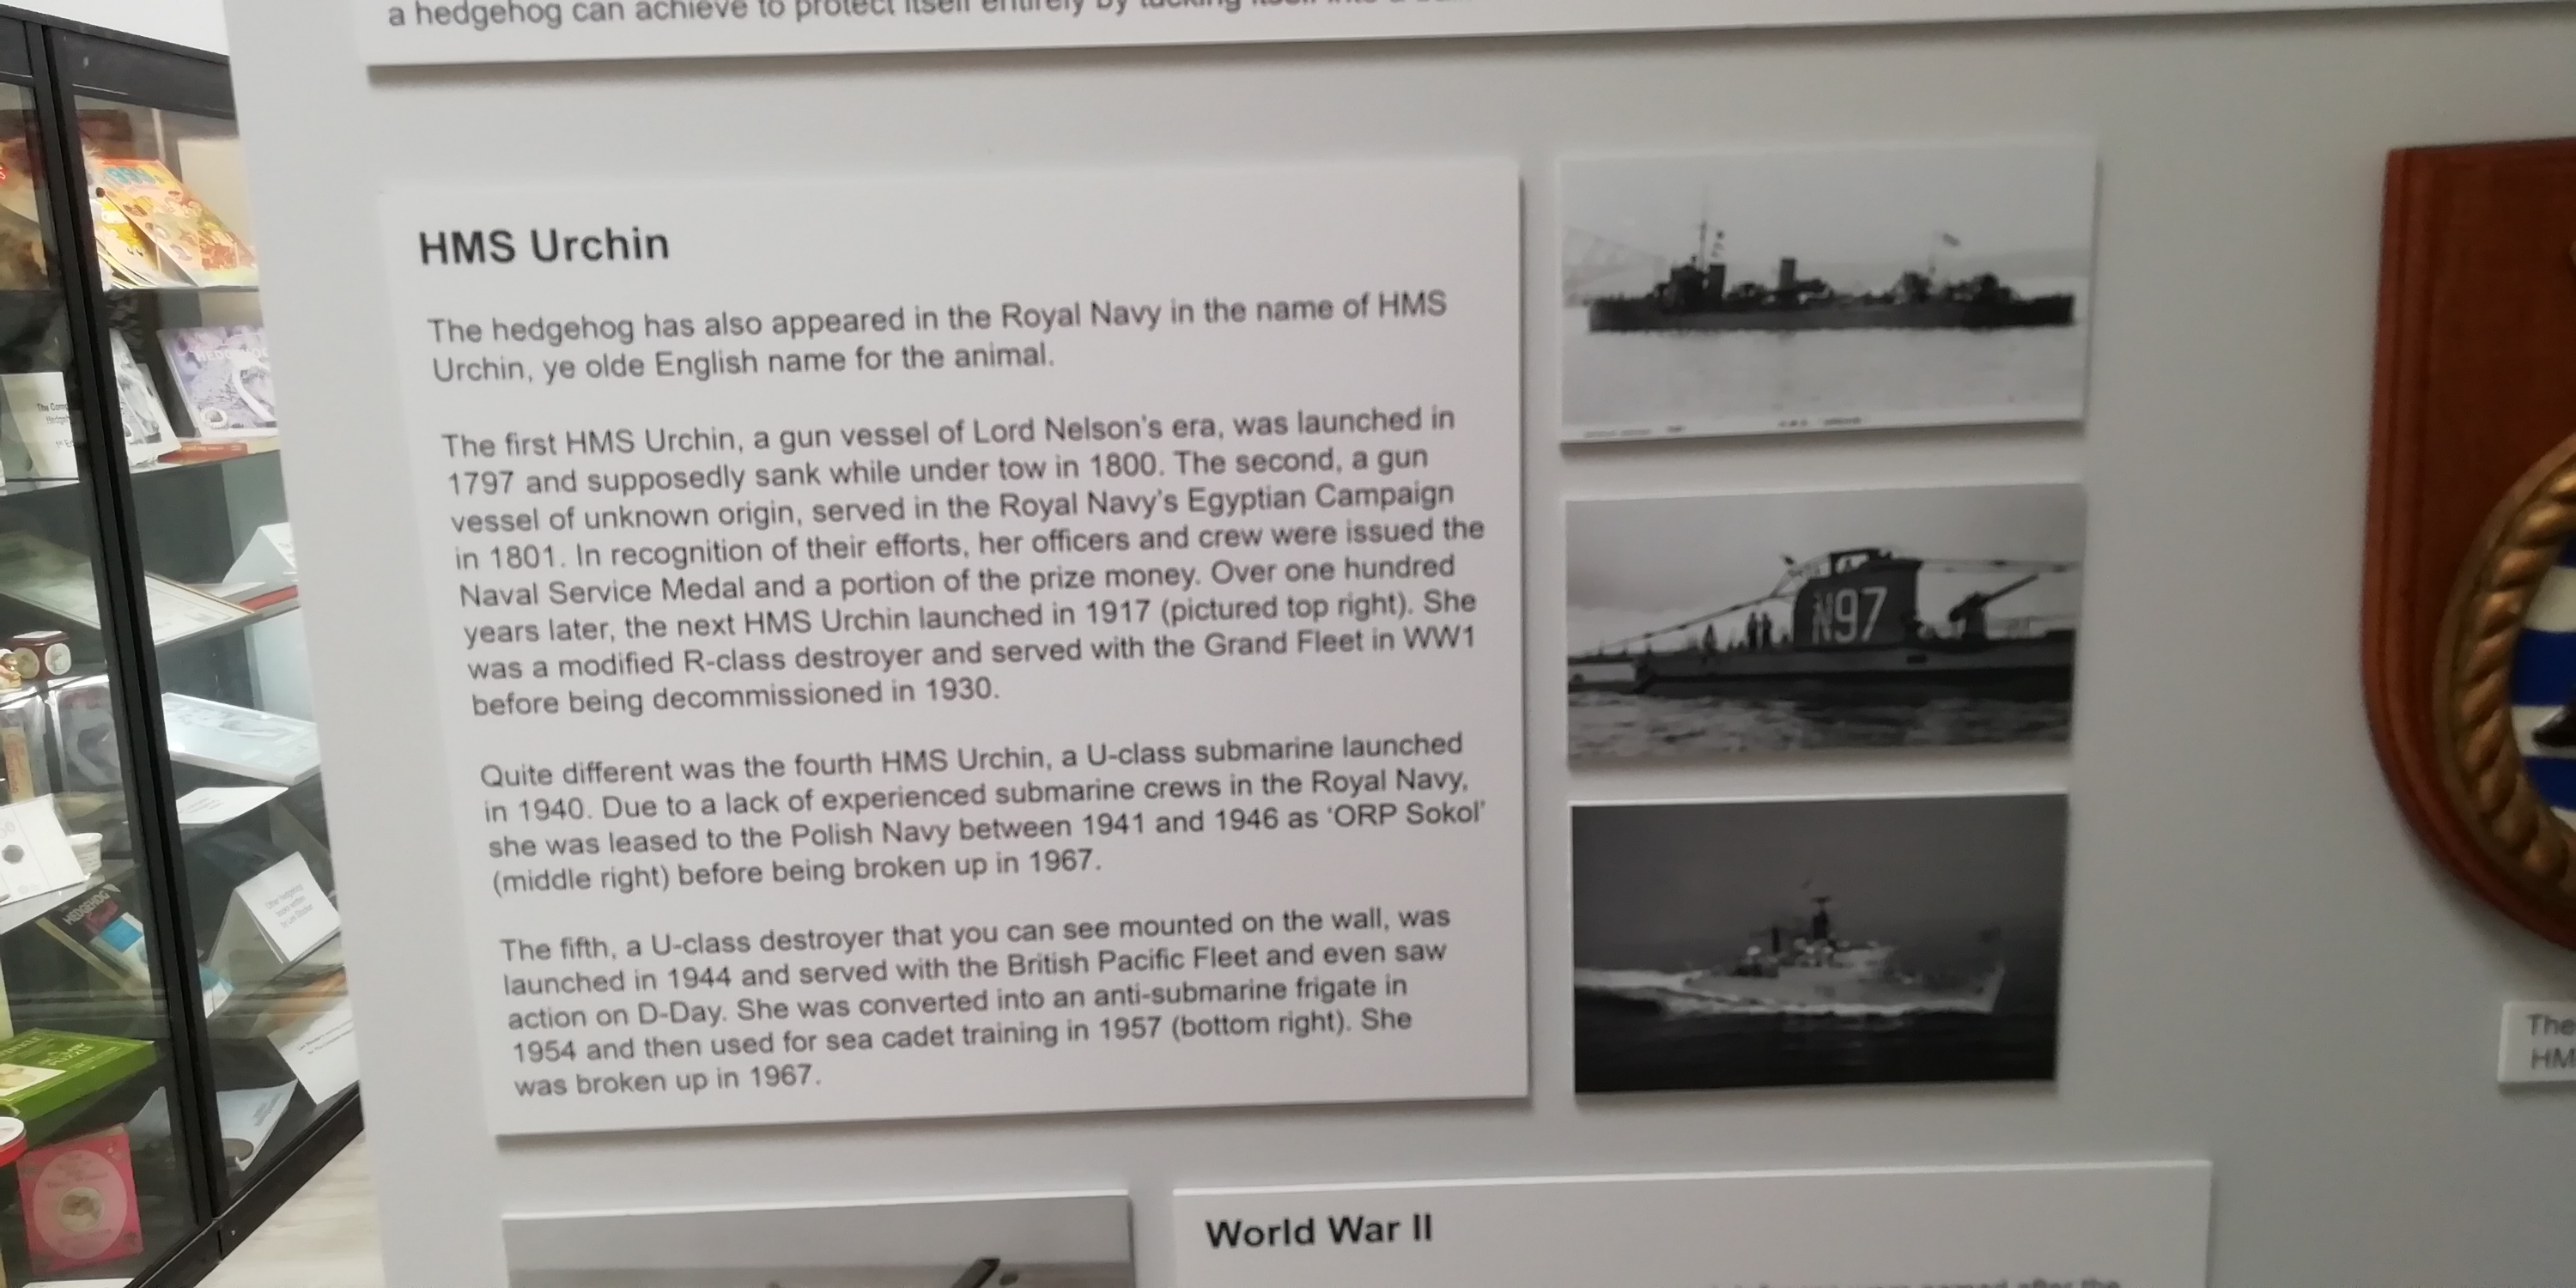 a hedgehog can achieve to protect itself entirely by tucking itself into a
HMS Urchin
The hedgehog has also appeared in the Royal Navy in the name of HMS
Urchin, ye olde English name for the animal.
The first HMS Urchin, a gun vessel of Lord Nelson's era, was launched in
1797 and supposedly sank while under tow in 1800. The second, a gun
vessel of unknown origin, served in the Royal Navy's Egyptian Campaign
in 1801. In recognition of their efforts, her officers and crew were issued the
Naval Service Medal and a portion of the prize money. Over one hundred
years later, the next HMS Urchin launched in 1917 (pictured top right). She
was a modified R-class destroyer and served with the Grand Fleet in WW1
before being decommissioned in 1930.
Quite different was the fourth HMS Urchin, a U-class submarine launched
in 1940. Due to a lack of experienced submarine crews in the Royal Navy,
she was leased to the Polish Navy between 1941 and 1946 as 'ORP Sokol'
(middle right) before being broken up in 1967.
The fifth, a U-class destroyer that you can see mounted on the wall, was
launched in 1944 and served with the British Pacific Fleet and even saw
action on D-Day. She was converted into an anti-submarine frigate in
1954 and then used for sea cadet training in 1957 (bottom right). She
was broken up in 1967.
N97
The
HM
World War II
HEDGEHOG
Other hedgehog
books written